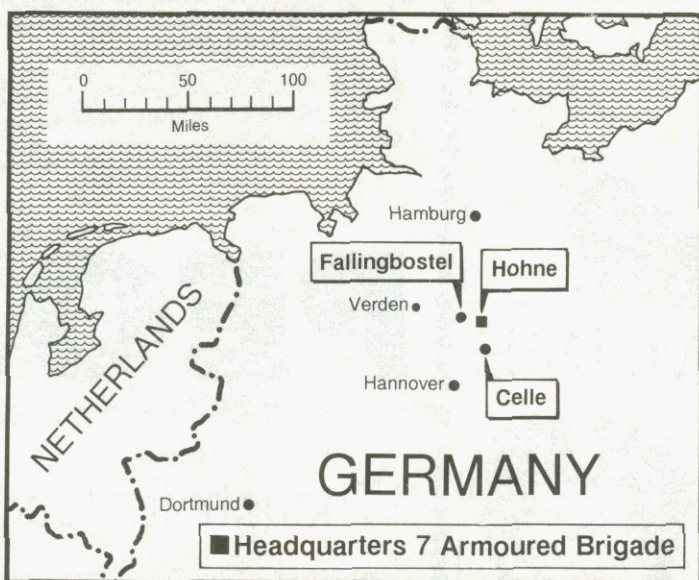 0 50 100
Miles
Hamburg
Fallingbostel
Hohne
Verden
NETHERLANDS
Hannover
Celle
GERMANY
Dortmund
Headquarters 7 Armoured Brigade